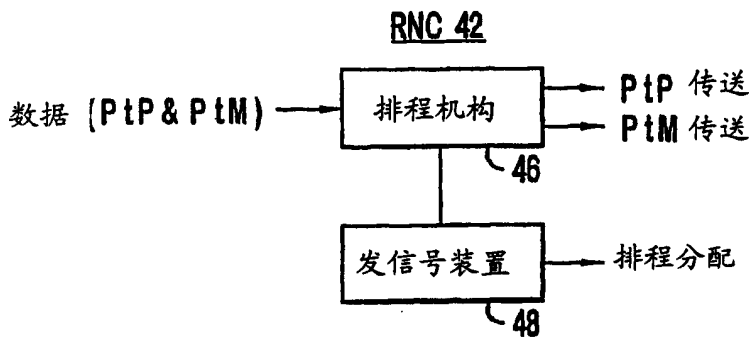 RNC 42
数据 (PtP & PtM)
排程机构
PtP 传送
PtM 传送
46
发信号装置
排程分配
48